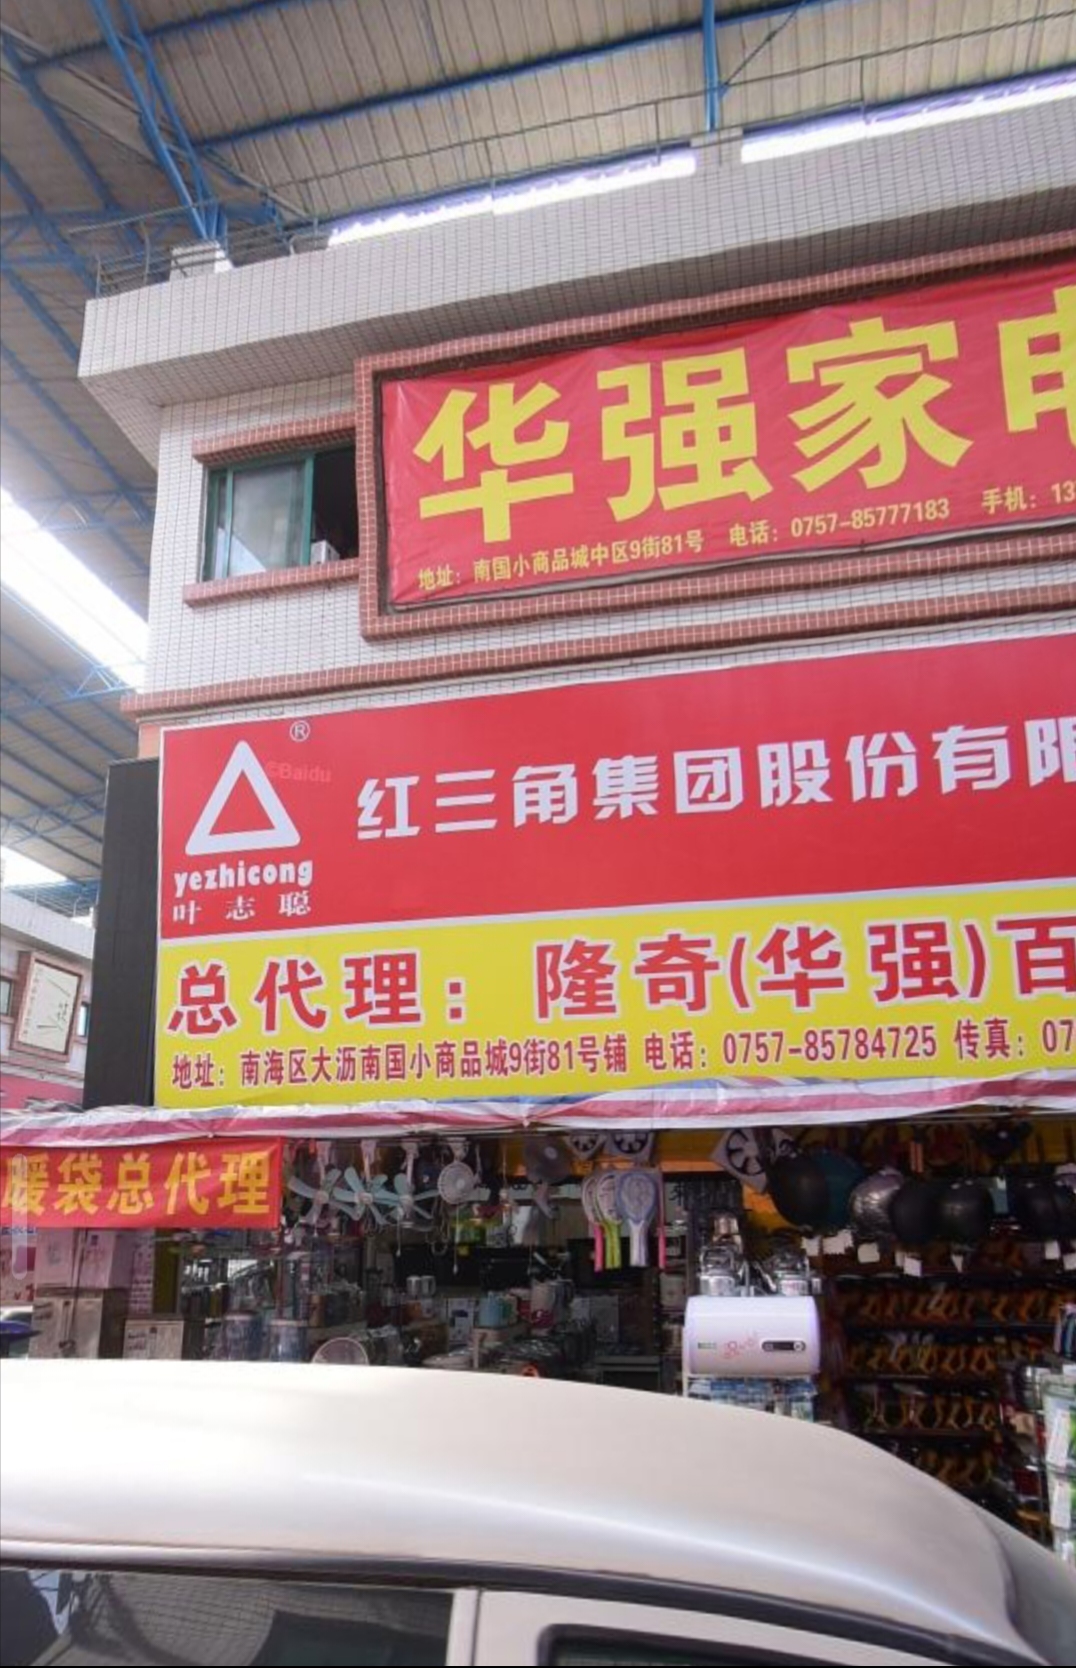 华强家电
地址：南国小商品城中区9街81号 电话：0757-85777183 手机：13
®
©Baidu
红三角集团股份有限
yezhicong
叶志聪
总代理：隆奇(华强)百
地址：南海区大沥南国小商品城9街81号铺 电话：0757-85784725 传真：07
暖袋总代理